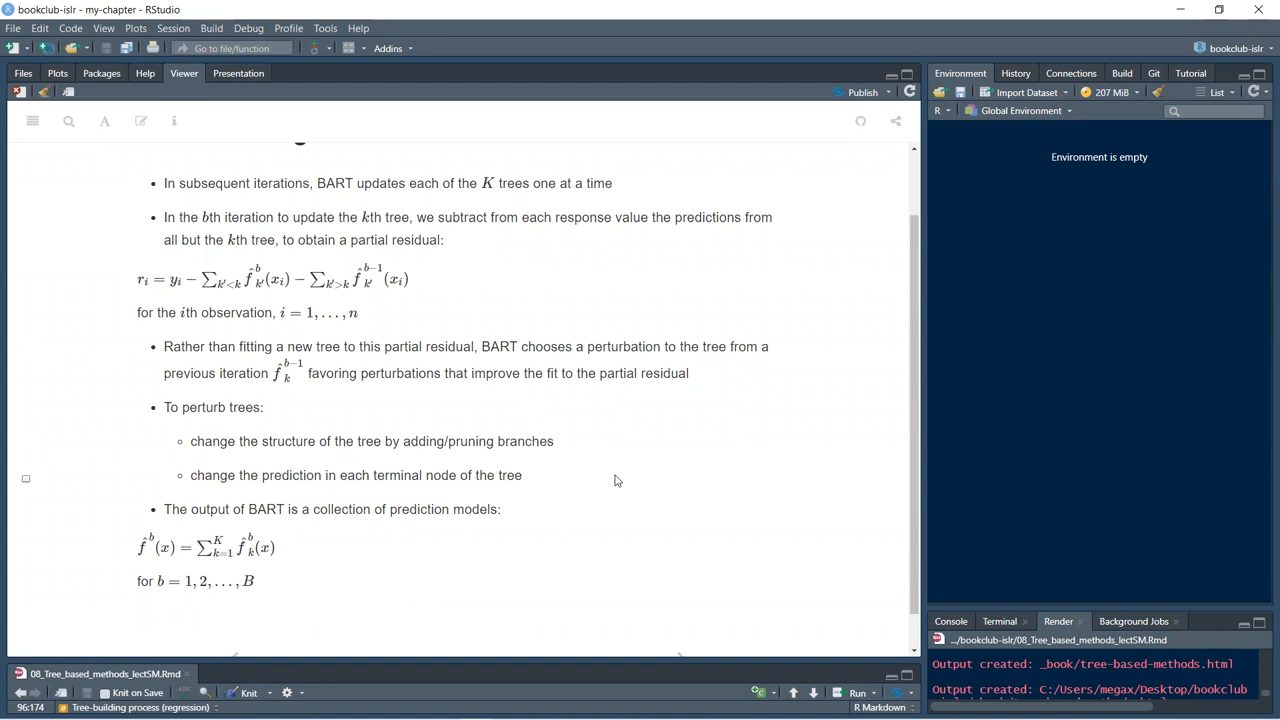 bookclub-islr - my-chapter - RStudio
File Edit Code View Plots Session Build Debug Profile Tools Help
Go to file/function Addins bookclub-islr
Files Plots Packages Help Viewer Presentation
Publish
In subsequent iterations, BART updates each of the K trees one at a time
In the bth iteration to update the kth tree, we subtract from each response value the predictions from
all but the kth tree, to obtain a partial residual:
r_i = y_i − ∑_{k′<k} f̂^b_{k′}(x_i) − ∑_{k′>k} f̂^{b−1}_{k′}(x_i)
for the ith observation, i = 1, . . . , n
Rather than fitting a new tree to this partial residual, BART chooses a perturbation to the tree from a
previous iteration f̂^{b−1}_k favoring perturbations that improve the fit to the partial residual
To perturb trees:
change the structure of the tree by adding/pruning branches
change the prediction in each terminal node of the tree
The output of BART is a collection of prediction models:
f̂^b(x) = ∑^K_{k=1} f̂^b_k(x)
for b = 1, 2, . . . , B
08_Tree_based_methods_lectSM.Rmd
Knit on Save ABC Knit Run
96:174 # Tree-building process (regression) R Markdown
Environment History Connections Build Git Tutorial
Import Dataset 207 MiB List
R Global Environment
Environment is empty
Console Terminal Render Background Jobs
.../bookclub-islr/08_Tree_based_methods_lectSM.Rmd
Output created: _book/tree-based-methods.html
Output created: C:/Users/megax/Desktop/bookclub